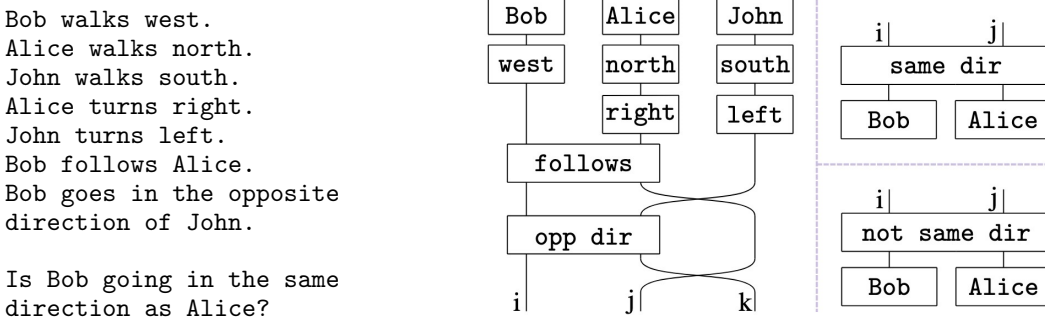 Bob walks west.
Alice walks north.
John walks south.
Alice turns right.
John turns left.
Bob follows Alice.
Bob goes in the opposite
direction of John.
Is Bob going in the same
direction as Alice?
Bob Alice John
west north south
right left
follows
opp dir
i j k
i j
same dir
Bob Alice
i j
not same dir
Bob Alice